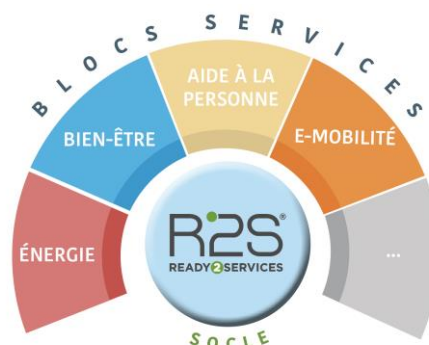 BLOCS SERVICES
AIDE À LA
PERSONNE
BIEN-ÊTRE
E-MOBILITÉ
ÉNERGIE
...
R2S®
READY2SERVICES
SOCLE